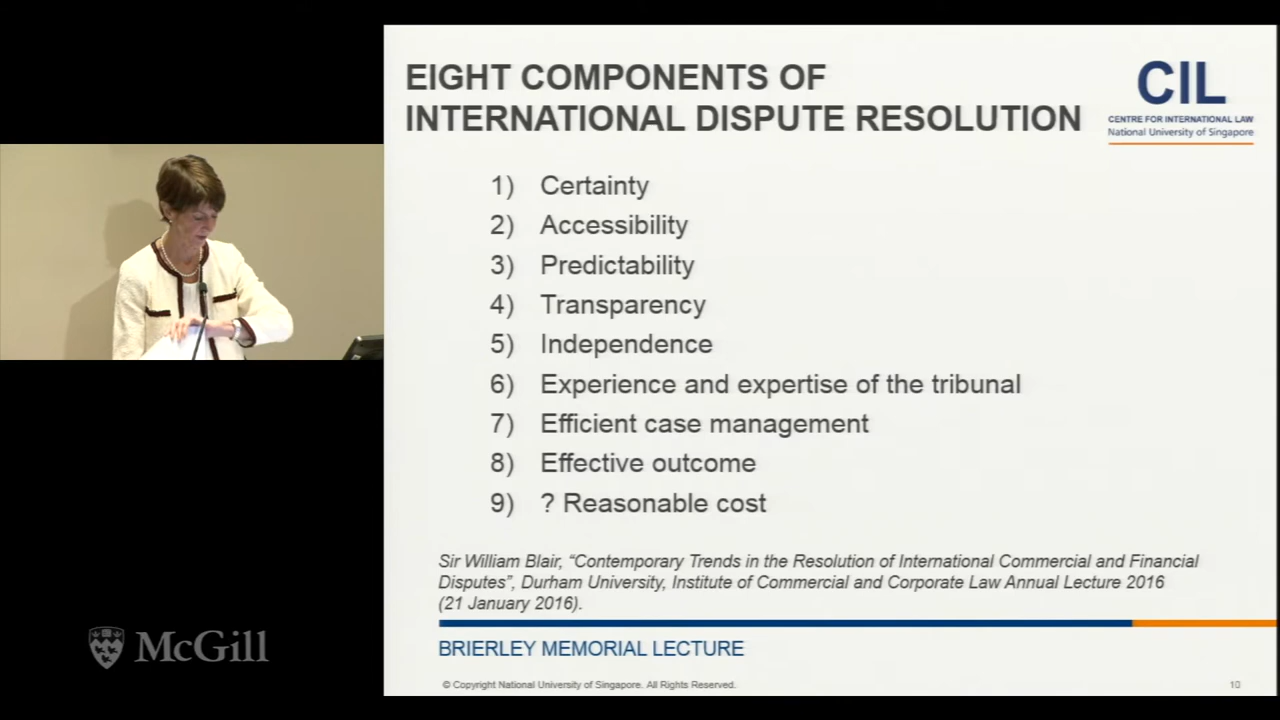 EIGHT COMPONENTS OF
INTERNATIONAL DISPUTE RESOLUTION
CIL
CENTRE FOR INTERNATIONAL LAW
National University of Singapore
1) Certainty
2) Accessibility
3) Predictability
4) Transparency
5) Independence
6) Experience and expertise of the tribunal
7) Efficient case management
8) Effective outcome
9) ? Reasonable cost
Sir William Blair, “Contemporary Trends in the Resolution of International Commercial and Financial
Disputes”, Durham University, Institute of Commercial and Corporate Law Annual Lecture 2016
(21 January 2016).
BRIERLEY MEMORIAL LECTURE
© Copyright National University of Singapore. All Rights Reserved.
10
McGill